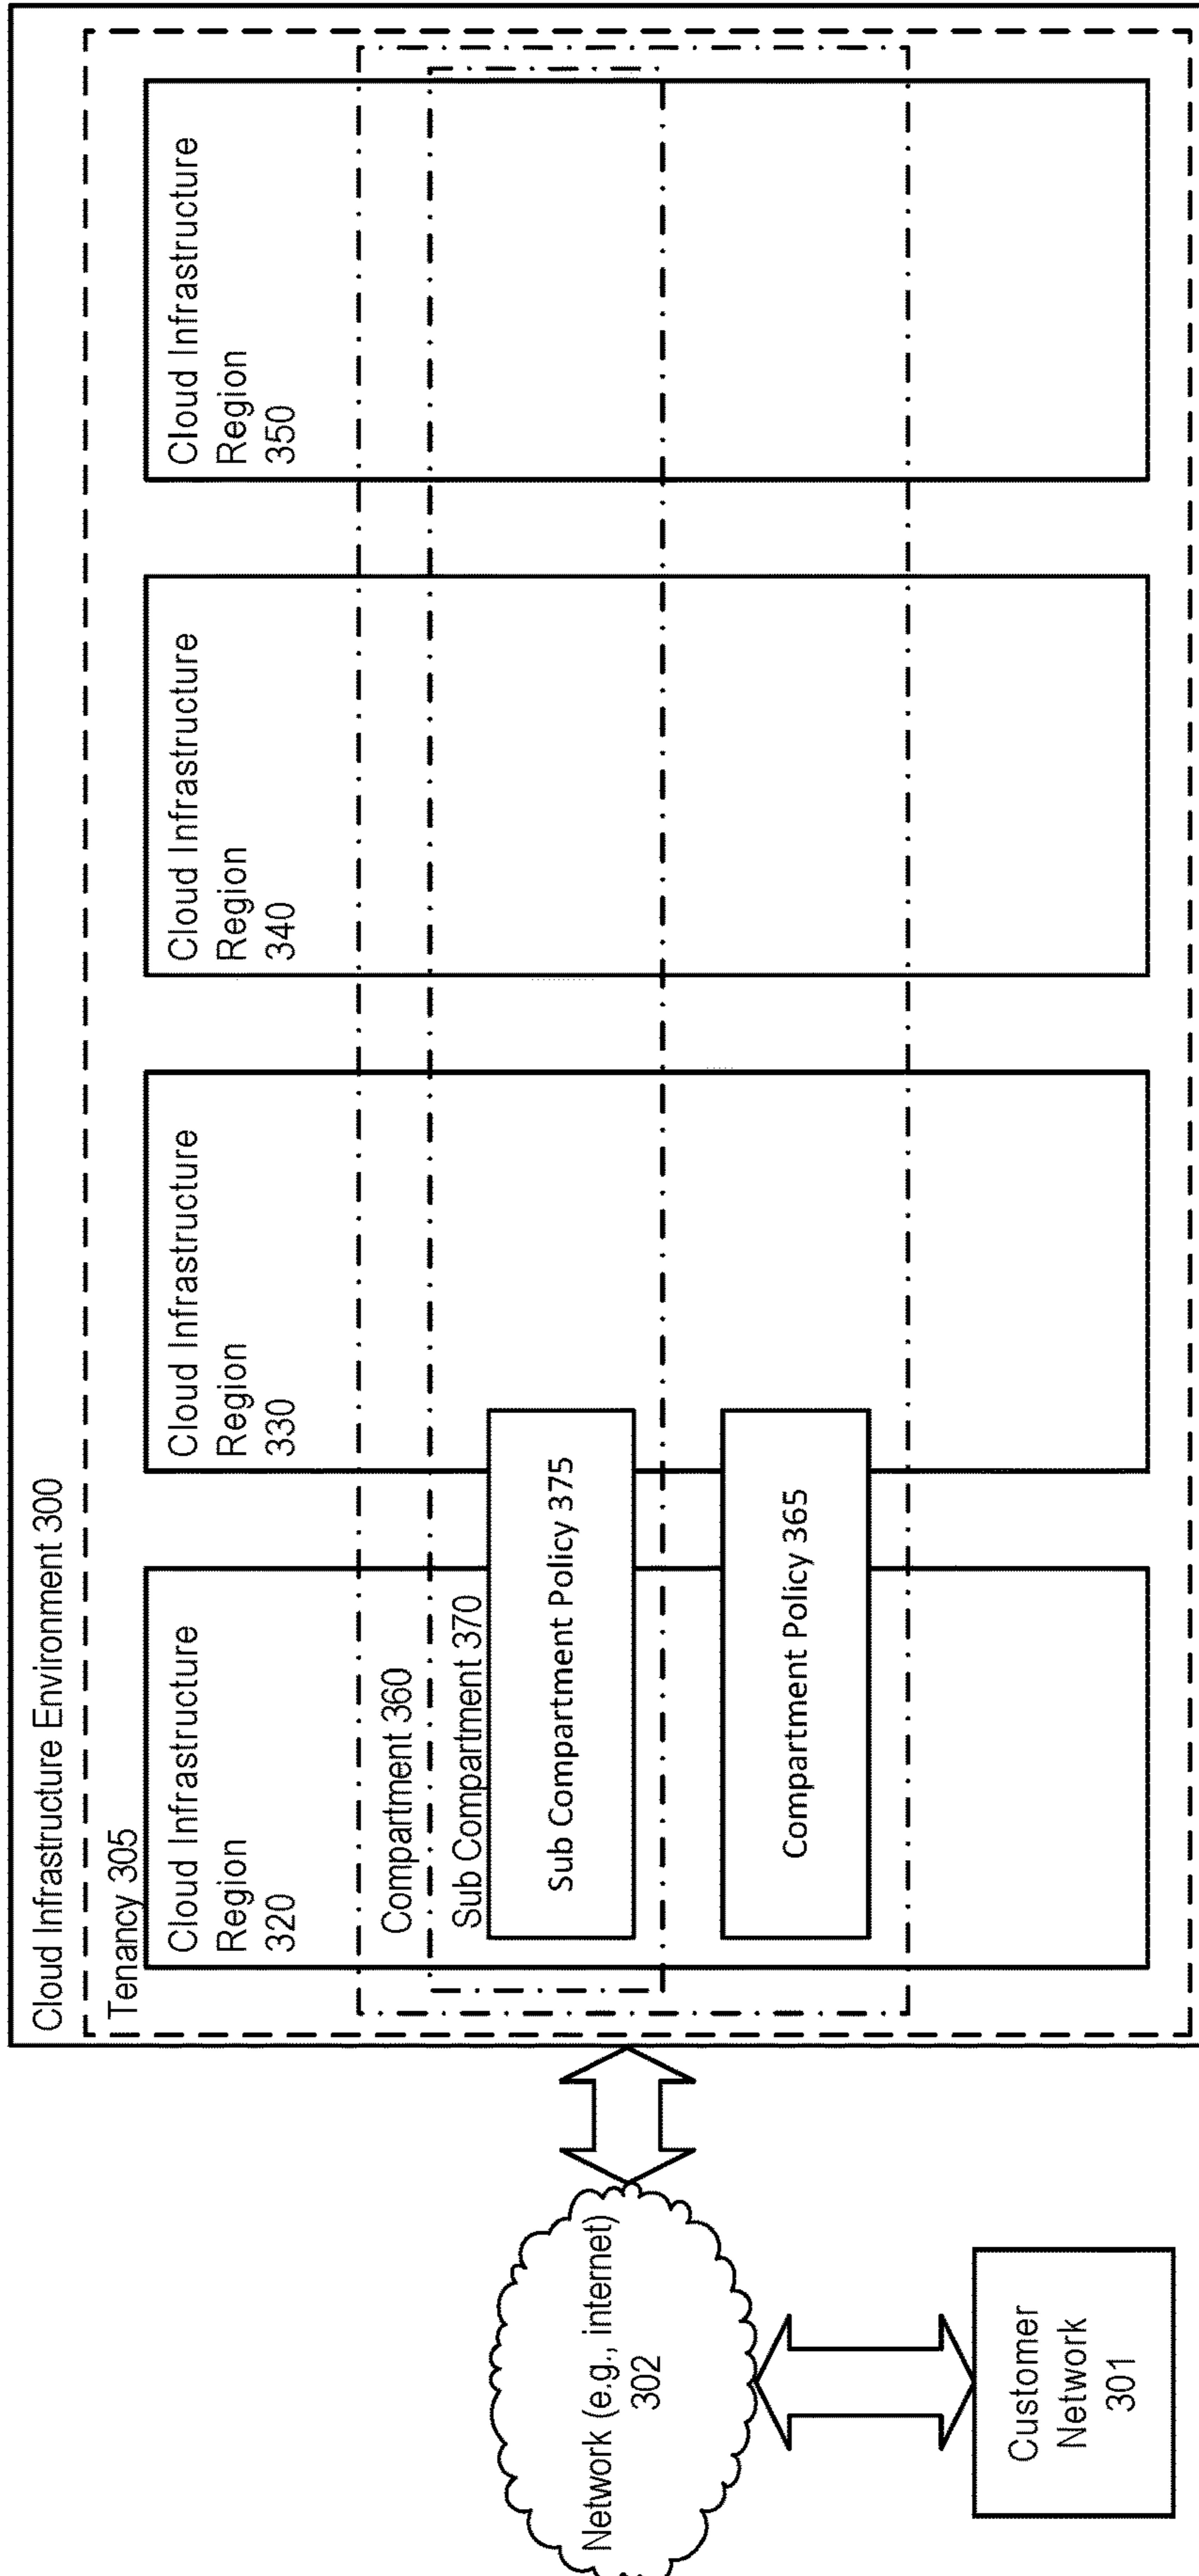 Cloud Infrastructure Environment 300
Tenancy 305
Cloud Infrastructure
Region
320
Cloud Infrastructure
Region
330
Cloud Infrastructure
Region
340
Cloud Infrastructure
Region
350
Compartment 360
Sub Compartment 370
Sub Compartment Policy 375
Compartment Policy 365
Network (e.g., internet)
302
Customer
Network
301